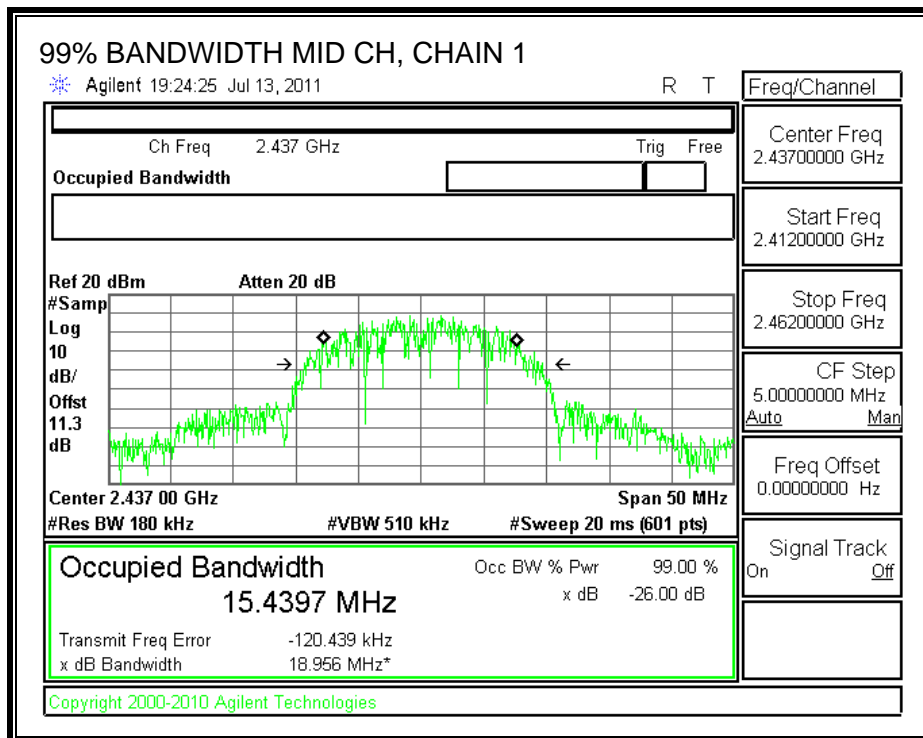 99% BANDWIDTH MID CH, CHAIN 1
Agilent 19:24:25 Jul 13, 2011 R T
Ch Freq 2.437 GHz Trig Free
Occupied Bandwidth
Ref 20 dBm Atten 20 dB
#Samp
Log
10
dB/
Offst
11.3
dB
Center 2.437 00 GHz Span 50 MHz
#Res BW 180 kHz #VBW 510 kHz #Sweep 20 ms (601 pts)
Occupied Bandwidth
15.4397 MHz
Occ BW % Pwr 99.00 %
x dB -26.00 dB
Transmit Freq Error -120.439 kHz
x dB Bandwidth 18.956 MHz*
Copyright 2000-2010 Agilent Technologies
Freq/Channel
Center Freq
2.43700000 GHz
Start Freq
2.41200000 GHz
Stop Freq
2.46200000 GHz
CF Step
5.00000000 MHz
Auto Man
Freq Offset
0.00000000 Hz
Signal Track
On Off